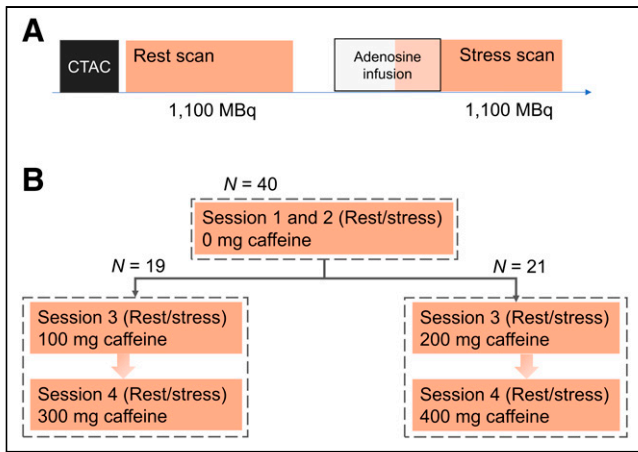 A
CTAC
Rest scan
Adenosine
infusion
Stress scan
1,100 MBq
1,100 MBq
B
N = 40
Session 1 and 2 (Rest/stress)
0 mg caffeine
N = 19
N = 21
Session 3 (Rest/stress)
100 mg caffeine
Session 4 (Rest/stress)
300 mg caffeine
Session 3 (Rest/stress)
200 mg caffeine
Session 4 (Rest/stress)
400 mg caffeine